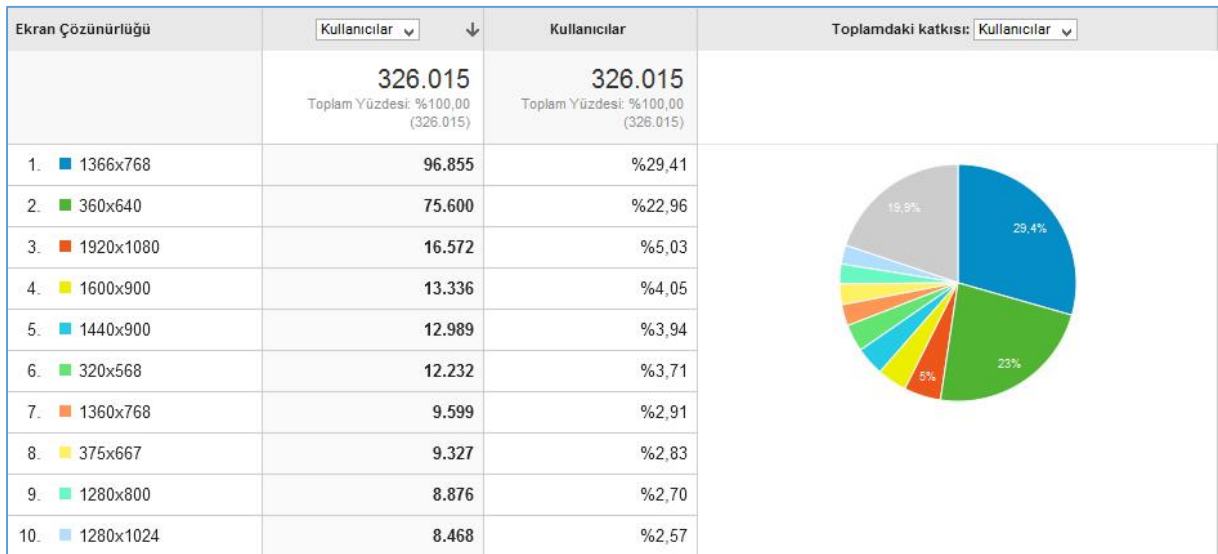 Ekran Çözünürlüğü Kullanıcılar Kullanıcılar Toplamdaki katkısı: Kullanıcılar
326.015 326.015
Toplam Yüzdesi: %100,00 Toplam Yüzdesi: %100,00
(326.015) (326.015)
1. 1366x768 96.855 %29,41
2. 360x640 75.600 %22,96
3. 1920x1080 16.572 %5,03
4. 1600x900 13.336 %4,05
5. 1440x900 12.989 %3,94
6. 320x568 12.232 %3,71
7. 1360x768 9.599 %2,91
8. 375x667 9.327 %2,83
9. 1280x800 8.876 %2,70
10. 1280x1024 8.468 %2,57
19,9%
29,4%
23%
5%